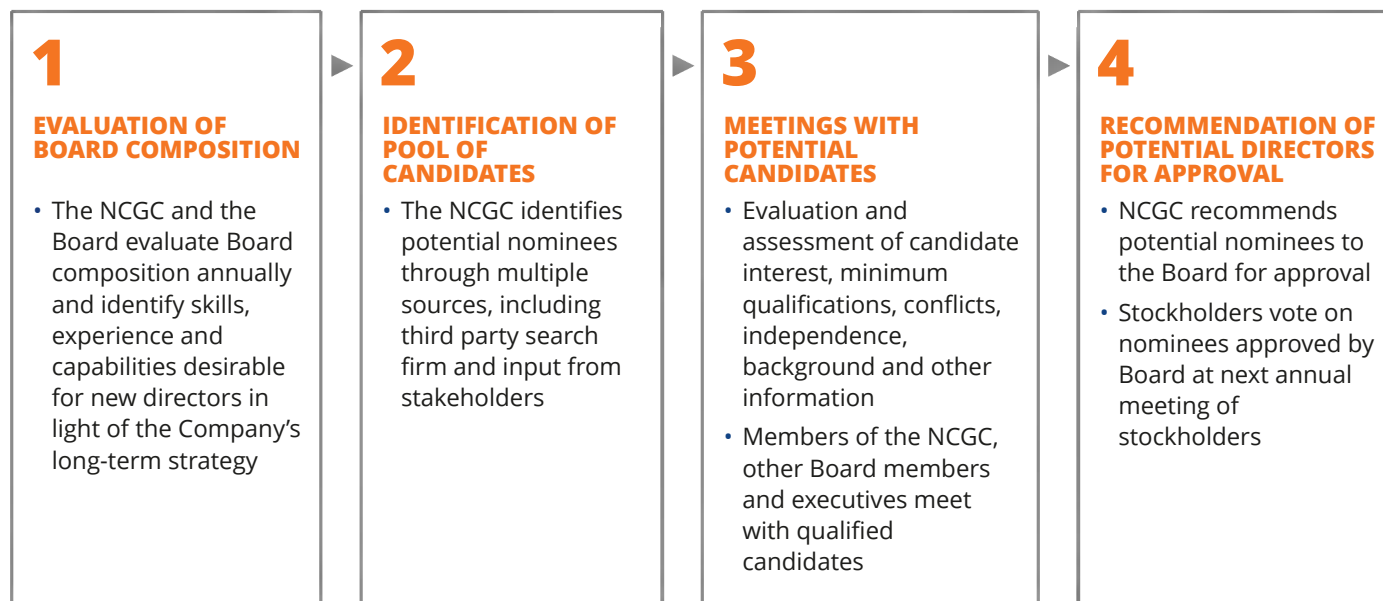 1
EVALUATION OF
BOARD COMPOSITION
• The NCGC and the
Board evaluate Board
composition annually
and identify skills,
experience and
capabilities desirable
for new directors in
light of the Company’s
long-term strategy
2
IDENTIFICATION OF
POOL OF
CANDIDATES
• The NCGC identifies
potential nominees
through multiple
sources, including
third party search
firm and input from
stakeholders
3
MEETINGS WITH
POTENTIAL
CANDIDATES
• Evaluation and
assessment of candidate
interest, minimum
qualifications, conflicts,
independence,
background and other
information
• Members of the NCGC,
other Board members
and executives meet
with qualified
candidates
4
RECOMMENDATION OF
POTENTIAL DIRECTORS
FOR APPROVAL
• NCGC recommends
potential nominees to
the Board for approval
• Stockholders vote on
nominees approved by
Board at next annual
meeting of
stockholders